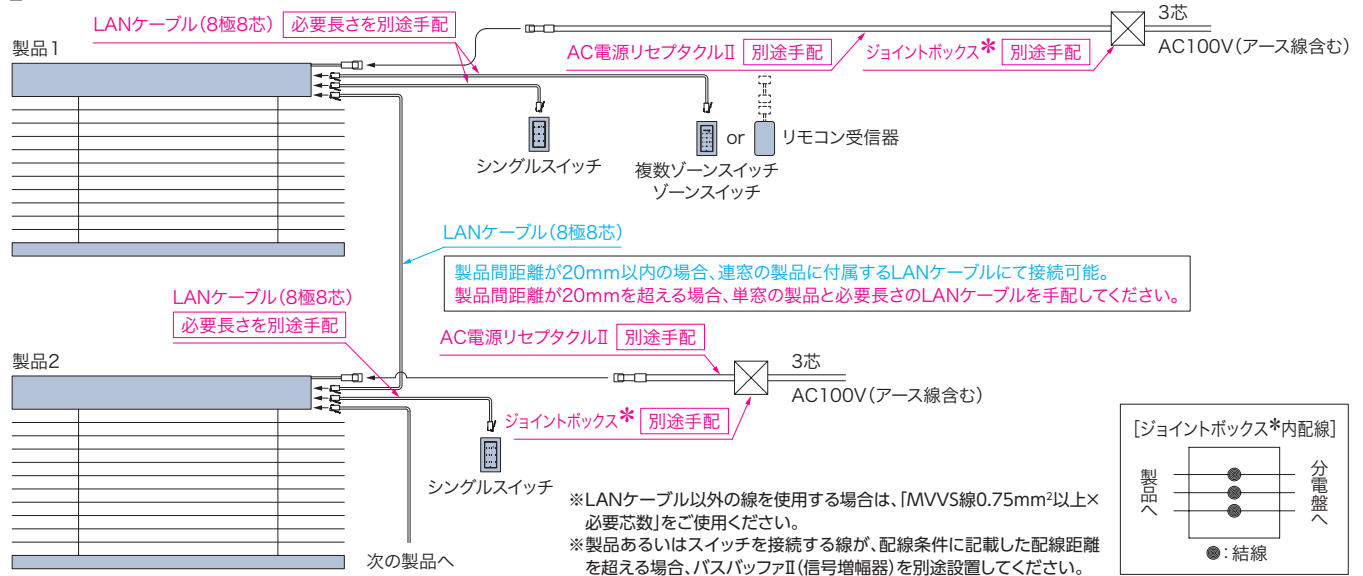 LANケーブル(8極8芯) 必要長さを別途手配
3芯
製品1
AC電源リセプタクルⅡ 別途手配
ジョイントボックス＊ 別途手配
AC100V(アース線含む)
シングルスイッチ
or
リモコン受信器
複数ゾーンスイッチ
ゾーンスイッチ
LANケーブル(8極8芯)
製品間距離が20mm以内の場合、連窓の製品に付属するLANケーブルにて接続可能。
製品間距離が20mmを超える場合、単窓の製品と必要長さのLANケーブルを手配してください。
LANケーブル(8極8芯)
必要長さを別途手配
AC電源リセプタクルⅡ 別途手配
製品2
3芯
AC100V(アース線含む)
ジョイントボックス＊ 別途手配
シングルスイッチ
次の製品へ
※LANケーブル以外の線を使用する場合は、「MVVS線0.75mm²以上×
必要芯数」をご使用ください。
※製品あるいはスイッチを接続する線が、配線条件に記載した配線距離
を超える場合、バスバッファⅡ(信号増幅器)を別途設置してください。
[ジョイントボックス＊内配線]
製品へ
分電盤へ
●:結線